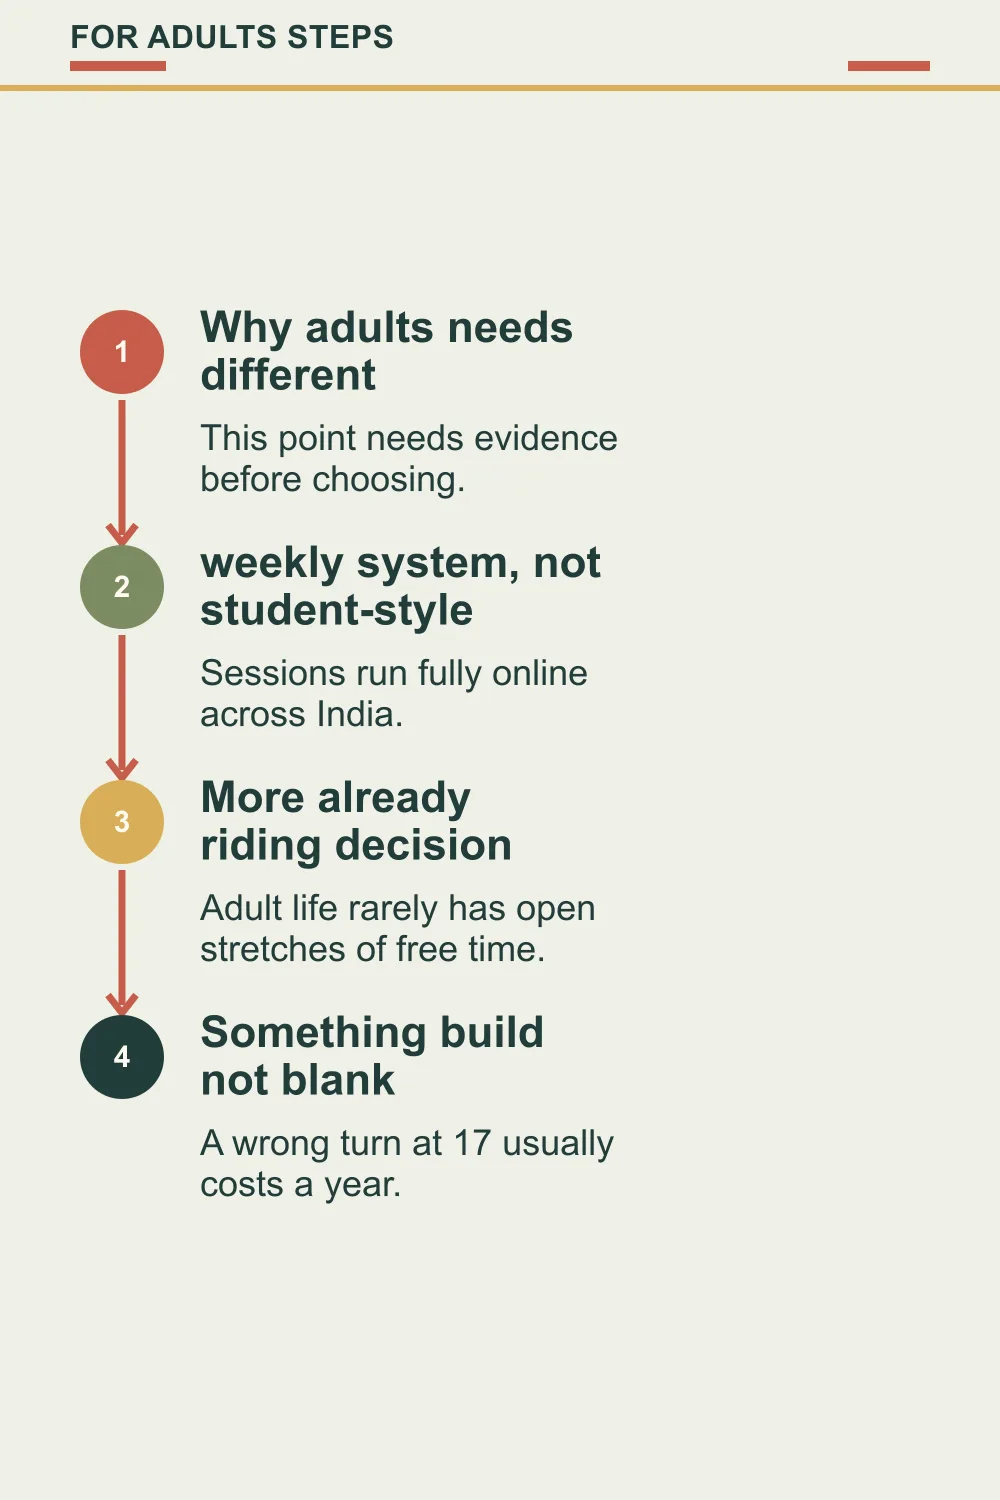 FOR ADULTS STEPS
1
Why adults needs
different
This point needs evidence
before choosing.
2
weekly system, not
student-style
Sessions run fully online
across India.
3
More already
riding decision
Adult life rarely has open
stretches of free time.
4
Something build
not blank
A wrong turn at 17 usually
costs a year.